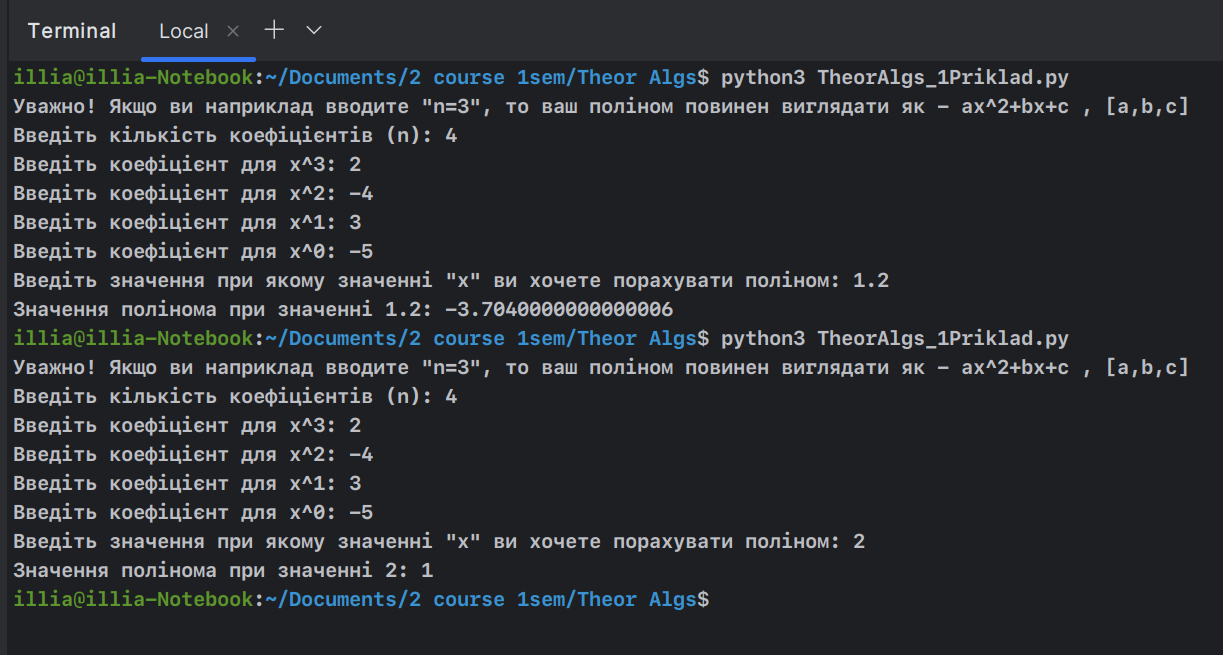 Terminal Local × + ∨
illia@illia-Notebook:~/Documents/2 course 1sem/Theor Algs$ python3 TheorAlgs_1Priklad.py
Уважно! Якщо ви наприклад вводите "n=3", то ваш поліном повинен виглядати як - ax^2+bx+c , [a,b,c]
Введіть кількість коефіцієнтів (n): 4
Введіть коефіцієнт для x^3: 2
Введіть коефіцієнт для x^2: -4
Введіть коефіцієнт для x^1: 3
Введіть коефіцієнт для x^0: -5
Введіть значення при якому значенні "x" ви хочете порахувати поліном: 1.2
Значення полінома при значенні 1.2: -3.7040000000000006
illia@illia-Notebook:~/Documents/2 course 1sem/Theor Algs$ python3 TheorAlgs_1Priklad.py
Уважно! Якщо ви наприклад вводите "n=3", то ваш поліном повинен виглядати як - ax^2+bx+c , [a,b,c]
Введіть кількість коефіцієнтів (n): 4
Введіть коефіцієнт для x^3: 2
Введіть коефіцієнт для x^2: -4
Введіть коефіцієнт для x^1: 3
Введіть коефіцієнт для x^0: -5
Введіть значення при якому значенні "x" ви хочете порахувати поліном: 2
Значення полінома при значенні 2: 1
illia@illia-Notebook:~/Documents/2 course 1sem/Theor Algs$